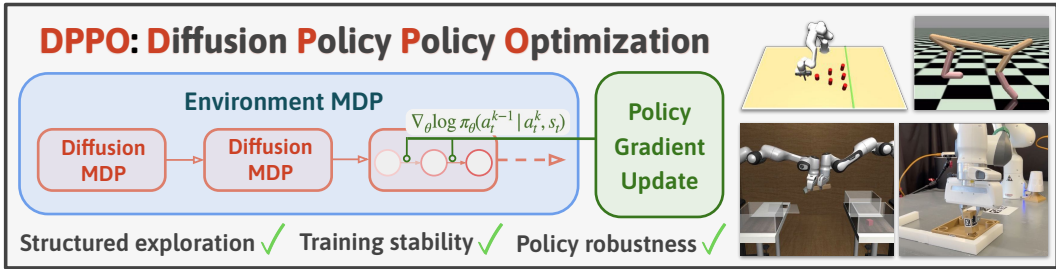 DPPO: Diffusion Policy Policy Optimization
Environment MDP
Diffusion
MDP
Diffusion
MDP
∇θ log πθ(a_t^{k−1} | a_t^k, s_t)
Policy
Gradient
Update
Structured exploration ✓
Training stability ✓
Policy robustness ✓